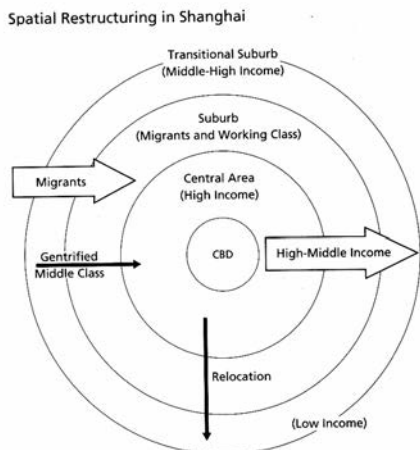 Spatial Restructuring in Shanghai
Transitional Suburb
(Middle-High Income)
Suburb
(Migrants and Working Class)
Migrants
Central Area
(High Income)
CBD
High-Middle Income
Gentrified
Middle Class
Relocation
(Low Income)